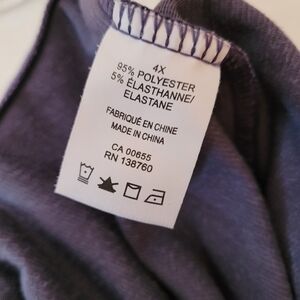 4X
95% POLYESTER
5% ÉLASTHANNE/
ELASTANE
FABRIQUÉ EN CHINE
MADE IN CHINA
CA 00655
RN 138760